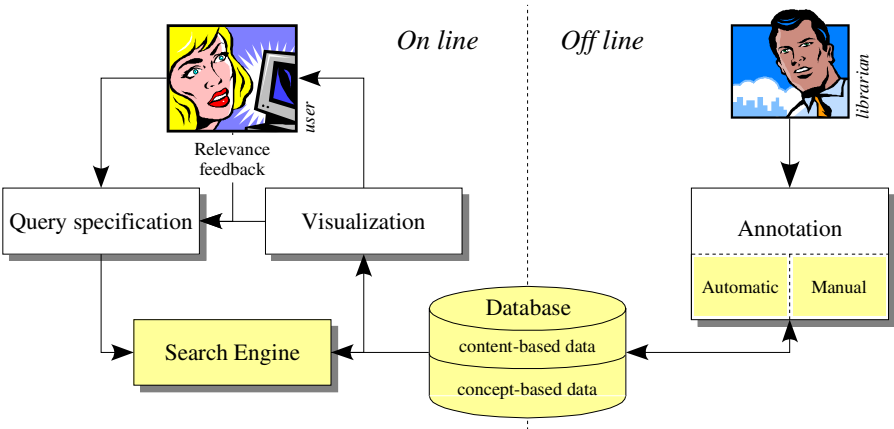 On line
Off line
user
librarian
Relevance
feedback
Query specification
Visualization
Annotation
Automatic
Manual
Database
content-based data
concept-based data
Search Engine